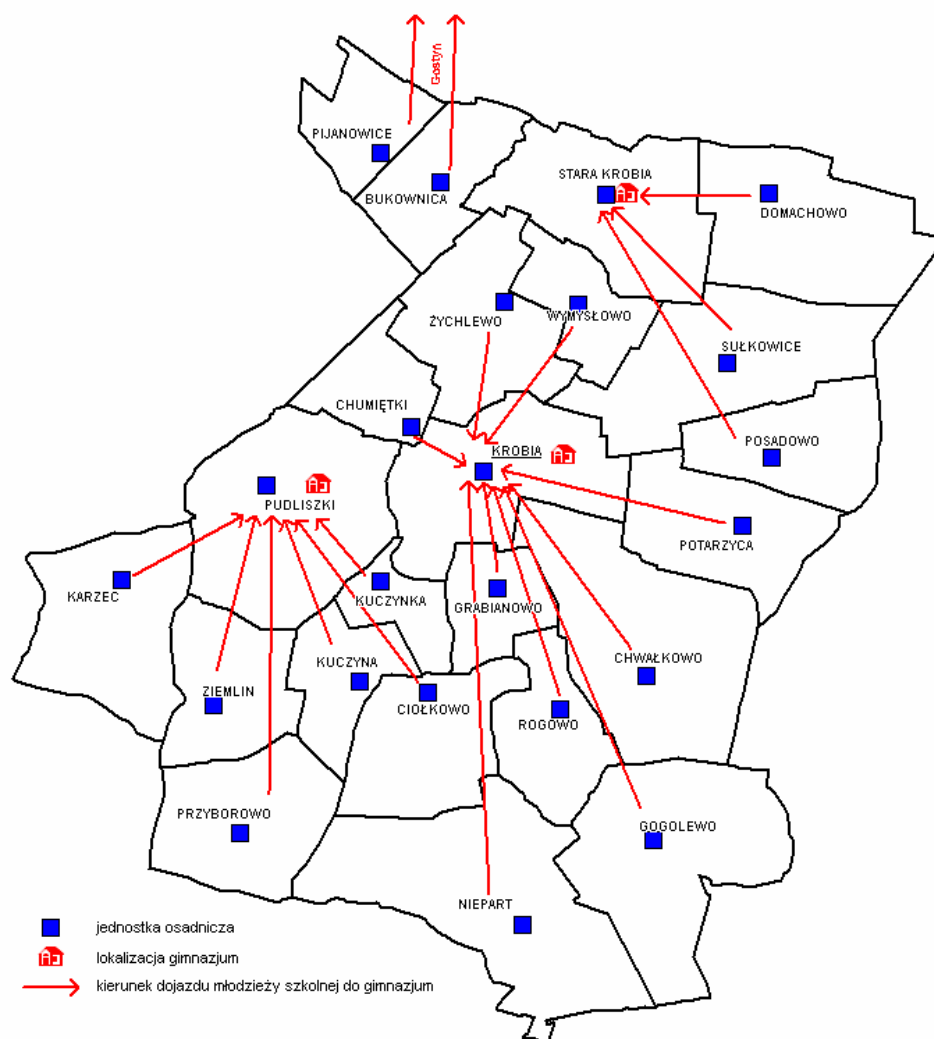 Gostyń
PIJANOWICE
BUKOWNICA
STARA KROBIA
DOMACHOWO
ŻYCHLEWO
WYMYSŁOWO
SUŁKOWICE
CHUMIĘTKI
KROBIA
POSADOWO
PUDLISZKI
POTARZYCA
KARZEC
KUCZYNKA
GRABIANOWO
KUCZYNA
CHWAŁKOWO
ZIEMLIN
CIOŁKOWO
ROGOWO
PRZYBOROWO
GOGOLEWO
NIEPART
jednostka osadnicza
lokalizacja gimnazjum
kierunek dojazdu młodzieży szkolnej do gimnazjum